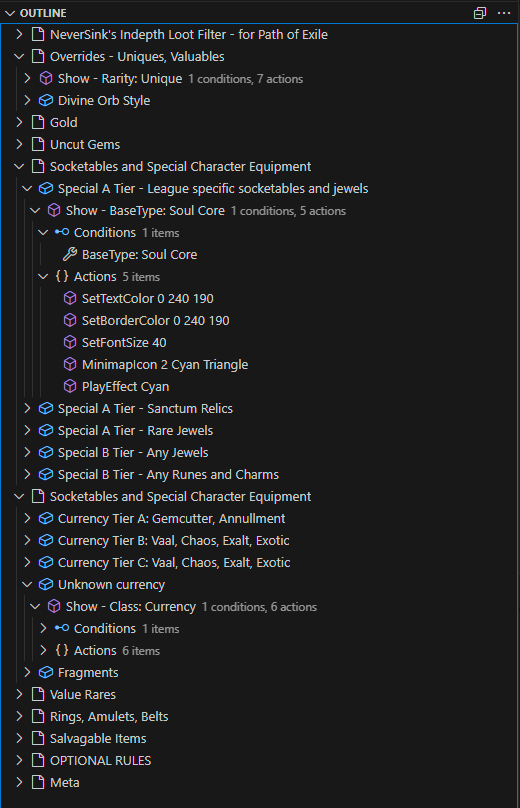 OUTLINE
NeverSink's Indepth Loot Filter - for Path of Exile
Overrides - Uniques, Valuables
Show - Rarity: Unique 1 conditions, 7 actions
Divine Orb Style
Gold
Uncut Gems
Socketables and Special Character Equipment
Special A Tier - League specific socketables and jewels
Show - BaseType: Soul Core 1 conditions, 5 actions
Conditions 1 items
BaseType: Soul Core
{ } Actions 5 items
SetTextColor 0 240 190
SetBorderColor 0 240 190
SetFontSize 40
MinimapIcon 2 Cyan Triangle
PlayEffect Cyan
Special A Tier - Sanctum Relics
Special A Tier - Rare Jewels
Special B Tier - Any Jewels
Special B Tier - Any Runes and Charms
Socketables and Special Character Equipment
Currency Tier A: Gemcutter, Annullment
Currency Tier B: Vaal, Chaos, Exalt, Exotic
Currency Tier C: Vaal, Chaos, Exalt, Exotic
Unknown currency
Show - Class: Currency 1 conditions, 6 actions
Conditions 1 items
{ } Actions 6 items
Fragments
Value Rares
Rings, Amulets, Belts
Salvagable Items
OPTIONAL RULES
Meta